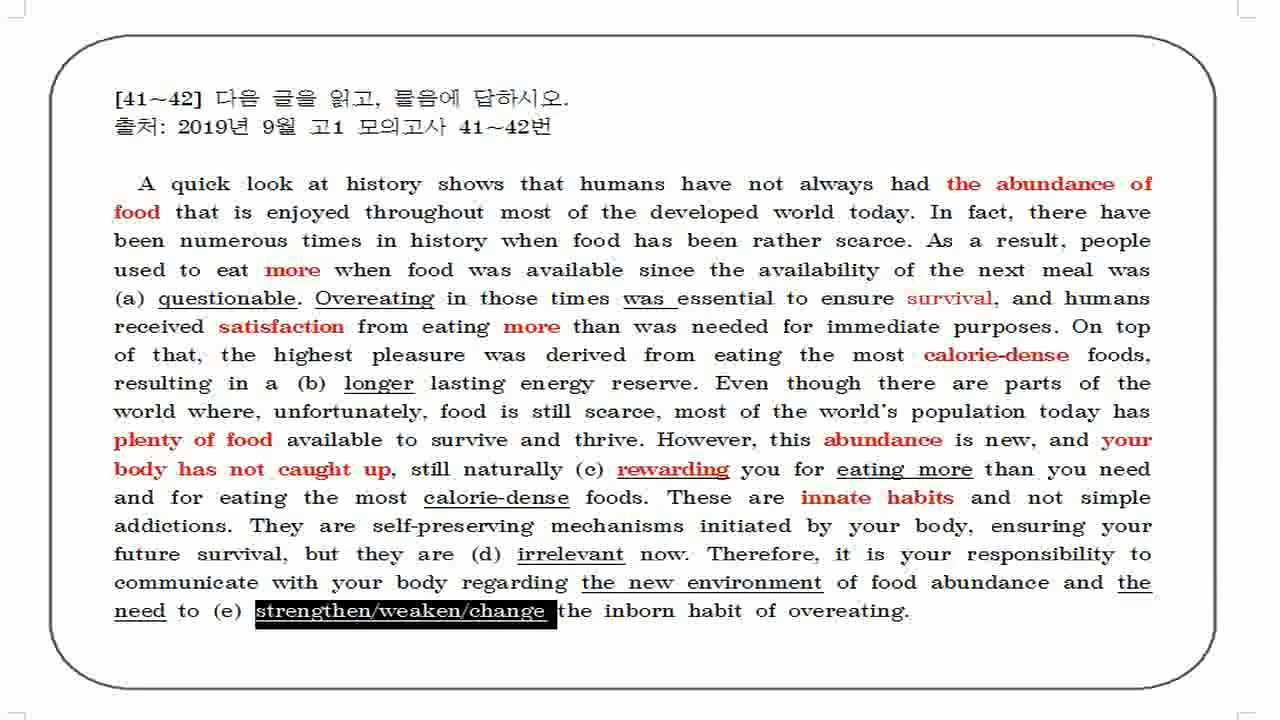 [41~42] 다음 글을 읽고, 물음에 답하시오.
출처: 2019년 9월 고1 모의고사 41~42번
A quick look at history shows that humans have not always had the abundance of
food that is enjoyed throughout most of the developed world today. In fact, there have
been numerous times in history when food has been rather scarce. As a result, people
used to eat more when food was available since the availability of the next meal was
(a) questionable. Overeating in those times was essential to ensure survival, and humans
received satisfaction from eating more than was needed for immediate purposes. On top
of that, the highest pleasure was derived from eating the most calorie-dense foods,
resulting in a (b) longer lasting energy reserve. Even though there are parts of the
world where, unfortunately, food is still scarce, most of the world's population today has
plenty of food available to survive and thrive. However, this abundance is new, and your
body has not caught up, still naturally (c) rewarding you for eating more than you need
and for eating the most calorie-dense foods. These are innate habits and not simple
addictions. They are self-preserving mechanisms initiated by your body, ensuring your
future survival, but they are (d) irrelevant now. Therefore, it is your responsibility to
communicate with your body regarding the new environment of food abundance and the
need to (e) strengthen/weaken/change the inborn habit of overeating.